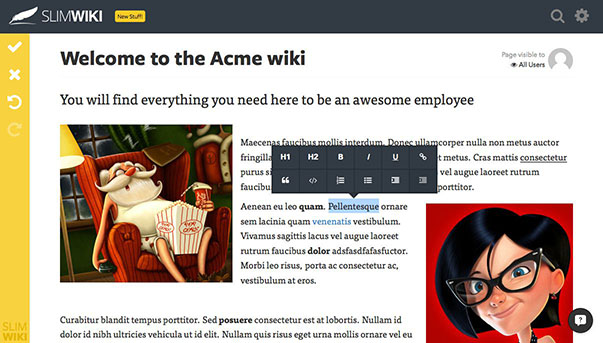 SLIMWIKI
New Stuff!
Welcome to the Acme wiki
Page visible to
All Users
You will find everything you need here to be an awesome employee
Maecenas faucibus mollis interdum. Donec ullamcorper nulla non metus auctor
fringilla
et metus. Cras mattis consectetur
purus si
vel augue laoreet rutrum
faucibu
porttitor.
H1 H2 B I U
Aenean eu leo quam. Pellentesque ornare
sem lacinia quam venenatis vestibulum.
Vivamus sagittis lacus vel augue laoreet
rutrum faucibus dolor adsfasdfafasfuctor.
Morbi leo risus, porta ac consectetur ac,
vestibulum at eros.
Curabitur blandit tempus porttitor. Sed posuere consectetur est at lobortis. Nullam id
dolor id nibh ultricies vehicula ut id elit. Nullam quis risus eget urna mollis ornare vel eu
SLIM
WIKI